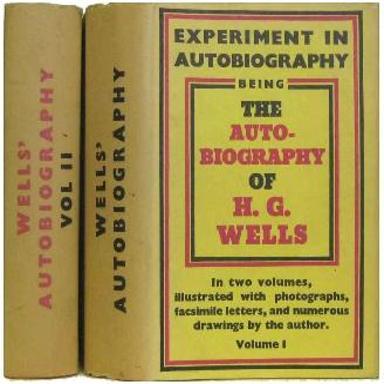 WELLS'
AUTOBIOGRAPHY
VOL II
WELLS'
AUTOBIOGRAPHY
EXPERIMENT IN
AUTOBIOGRAPHY
BEING
THE
AUTO-
BIOGRAPHY
OF
H. G.
WELLS
In two volumes,
illustrated with photographs,
facsimile letters, and numerous
drawings by the author.
Volume I